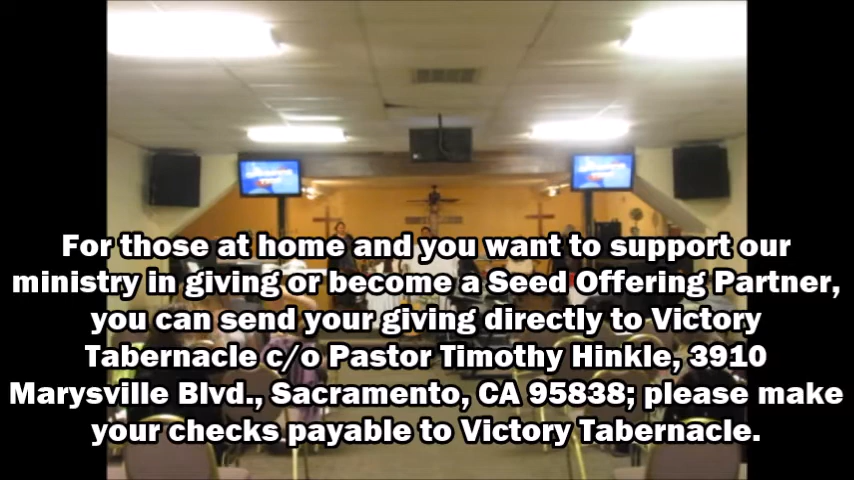 For those at home and you want to support our
ministry in giving or become a Seed Offering Partner,
you can send your giving directly to Victory
Tabernacle c/o Pastor Timothy Hinkle, 3910
Marysville Blvd., Sacramento, CA 95838; please make
your checks payable to Victory Tabernacle.